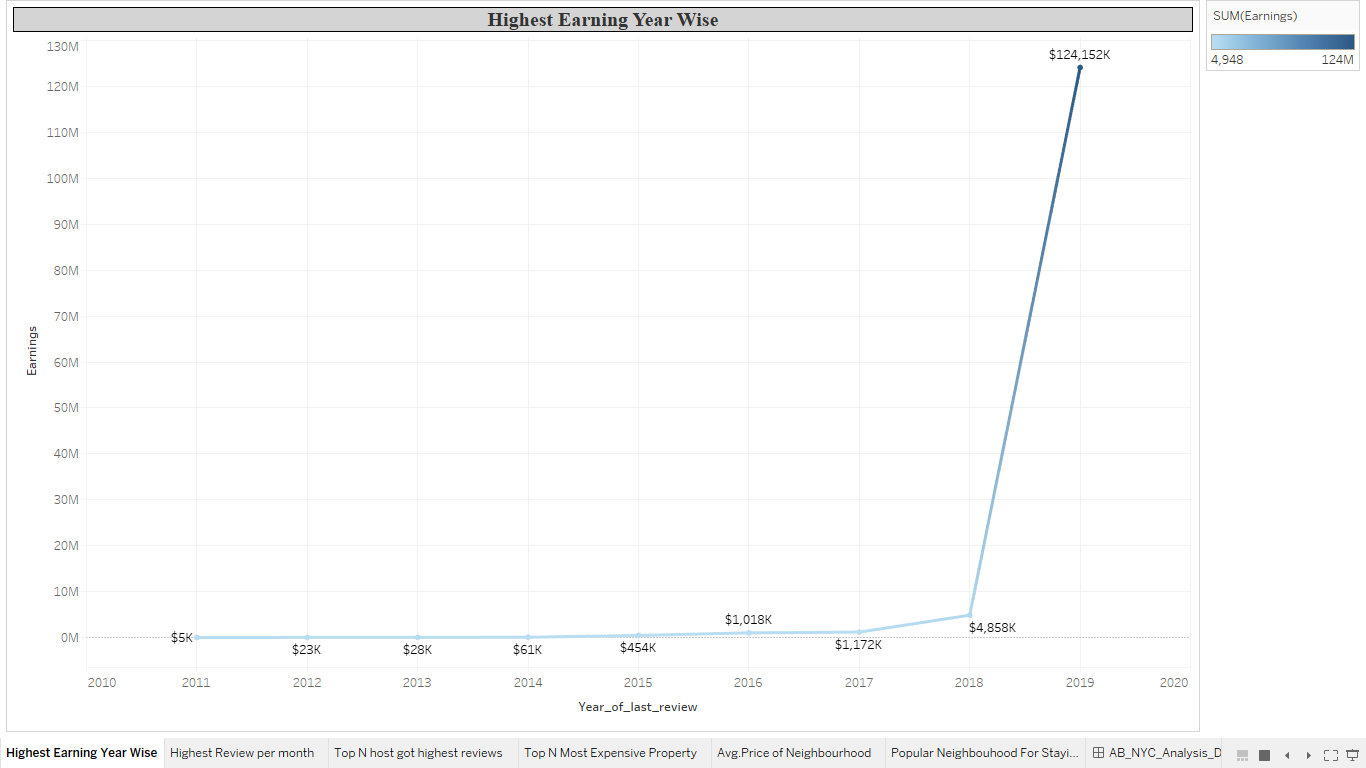 Highest Earning Year Wise
SUM(Earnings)
4,948 124M
130M
120M
110M
100M
90M
80M
70M
60M
50M
40M
30M
20M
10M
0M
Earnings
$5K
$23K
$28K
$61K
$454K
$1,018K
$1,172K
$4,858K
$124,152K
2010 2011 2012 2013 2014 2015 2016 2017 2018 2019 2020
Year_of_last_review
Highest Earning Year Wise Highest Review per month Top N host got highest reviews Top N Most Expensive Property Avg.Price of Neighbourhood Popular Neighbouhood For Stayi... AB_NYC_Analysis_D